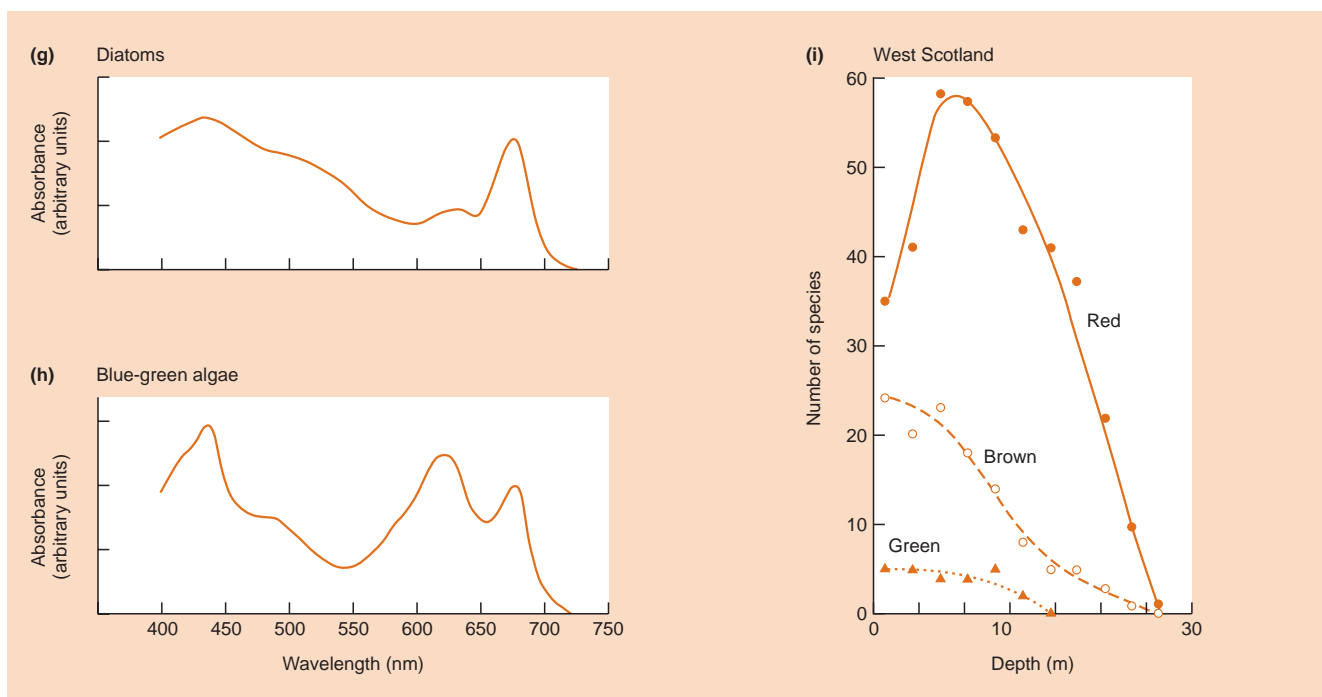 (g) Diatoms
Absorbance
(arbitrary units)
(h) Blue-green algae
Absorbance
(arbitrary units)
400 450 500 550 600 650 700 750
Wavelength (nm)
(i) West Scotland
60
50
40
30
20
10
0
Number of species
Red
Brown
Green
0 10 30
Depth (m)